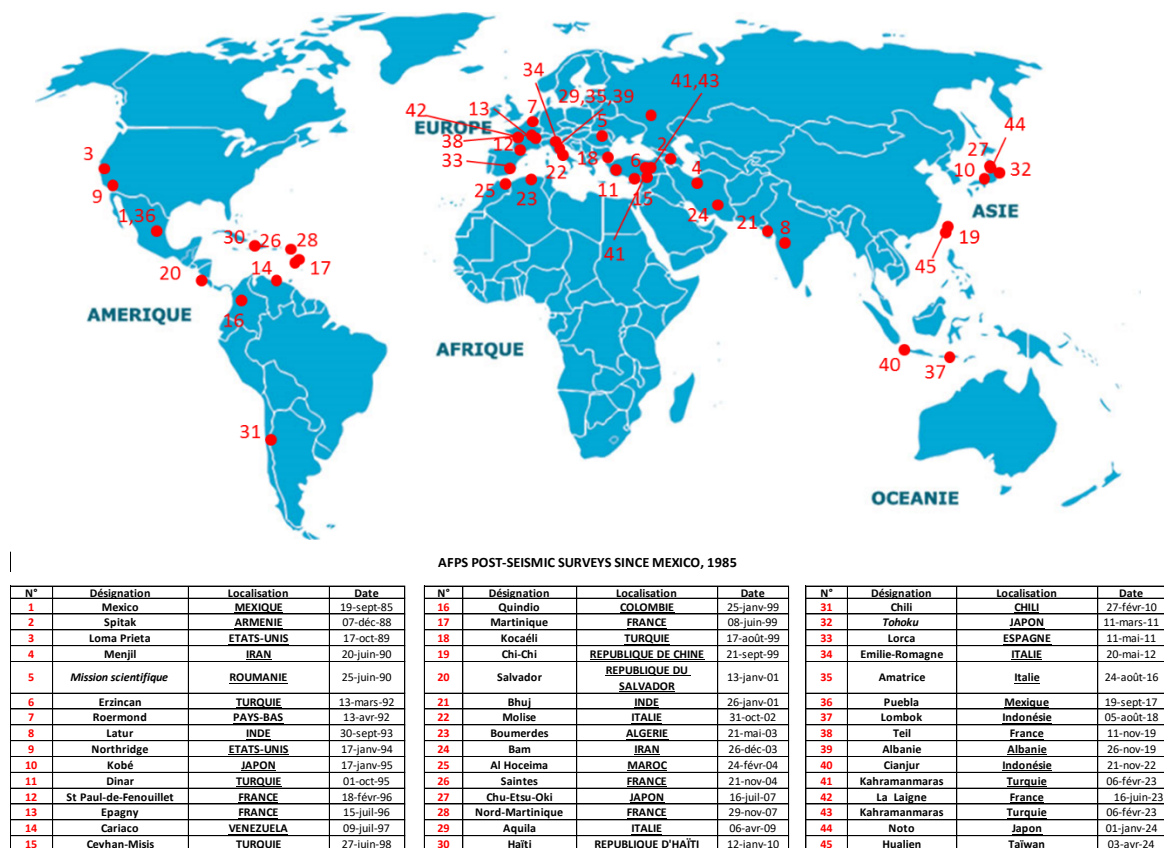 34
41,43
29,35,39
42
13
7
44
EUROPE
5
27
3
38
12
18
6
2
10
32
33
22
4
9
25
23
11
15
24
ASIE
1,36
21
8
30
26
28
19
20
14
17
41
45
AMERIQUE
16
AFRIQUE
40
37
31
OCEANIE
AFPS POST-SEISMIC SURVEYS SINCE MEXICO, 1985
N° Désignation Localisation Date
1 Mexico MEXIQUE 19-sept-85
2 Spitak ARMENIE 07-déc-88
3 Loma Prieta ETATS-UNIS 17-oct-89
4 Menjil IRAN 20-juin-90
5 Mission scientifique ROUMANIE 25-juin-90
6 Erzincan TURQUIE 13-mars-92
7 Roermond PAYS-BAS 13-avr-92
8 Latur INDE 30-sept-93
9 Northridge ETATS-UNIS 17-janv-94
10 Kobé JAPON 17-janv-95
11 Dinar TURQUIE 01-oct-95
12 St Paul-de-Fenouillet FRANCE 18-févr-96
13 Epagny FRANCE 15-juil-96
14 Cariaco VENEZUELA 09-juil-97
15 Ceyhan-Misis TURQUIE 27-juin-98
N° Désignation Localisation Date
16 Quindio COLOMBIE 25-janv-99
17 Martinique FRANCE 08-juin-99
18 Kocaéli TURQUIE 17-août-99
19 Chi-Chi REPUBLIQUE DE CHINE 21-sept-99
20 Salvador REPUBLIQUE DU
SALVADOR 13-janv-01
21 Bhuj INDE 26-janv-01
22 Molise ITALIE 31-oct-02
23 Boumerdes ALGERIE 21-mai-03
24 Bam IRAN 26-déc-03
25 Al Hoceima MAROC 24-févr-04
26 Saintes FRANCE 21-nov-04
27 Chu-Etsu-Oki JAPON 16-juil-07
28 Nord-Martinique FRANCE 29-nov-07
29 Aquila ITALIE 06-avr-09
30 Haïti REPUBLIQUE D'HAÏTI 12-janv-10
N° Désignation Localisation Date
31 Chili CHILI 27-févr-10
32 Tohoku JAPON 11-mars-11
33 Lorca ESPAGNE 11-mai-11
34 Emilie-Romagne ITALIE 20-mai-12
35 Amatrice Italie 24-août-16
36 Puebla Mexique 19-sept-17
37 Lombok Indonésie 05-août-18
38 Teil France 11-nov-19
39 Albanie Albanie 26-nov-19
40 Cianjur Indonésie 21-nov-22
41 Kahramanmaras Turquie 06-févr-23
42 La Laigne France 16-juin-23
43 Kahramanmaras Turquie 06-févr-23
44 Noto Japon 01-janv-24
45 Hualien Taïwan 03-avr-24